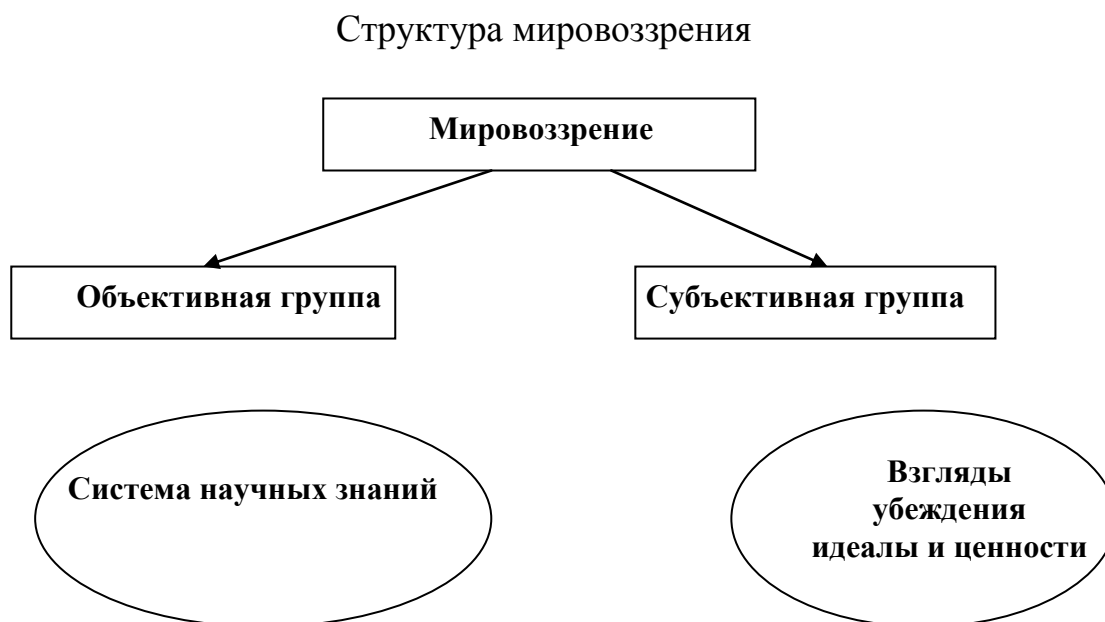 Структура мировоззрения
Мировоззрение
Объективная группа
Субъективная группа
Система научных знаний
Взгляды
убеждения
идеалы и ценности